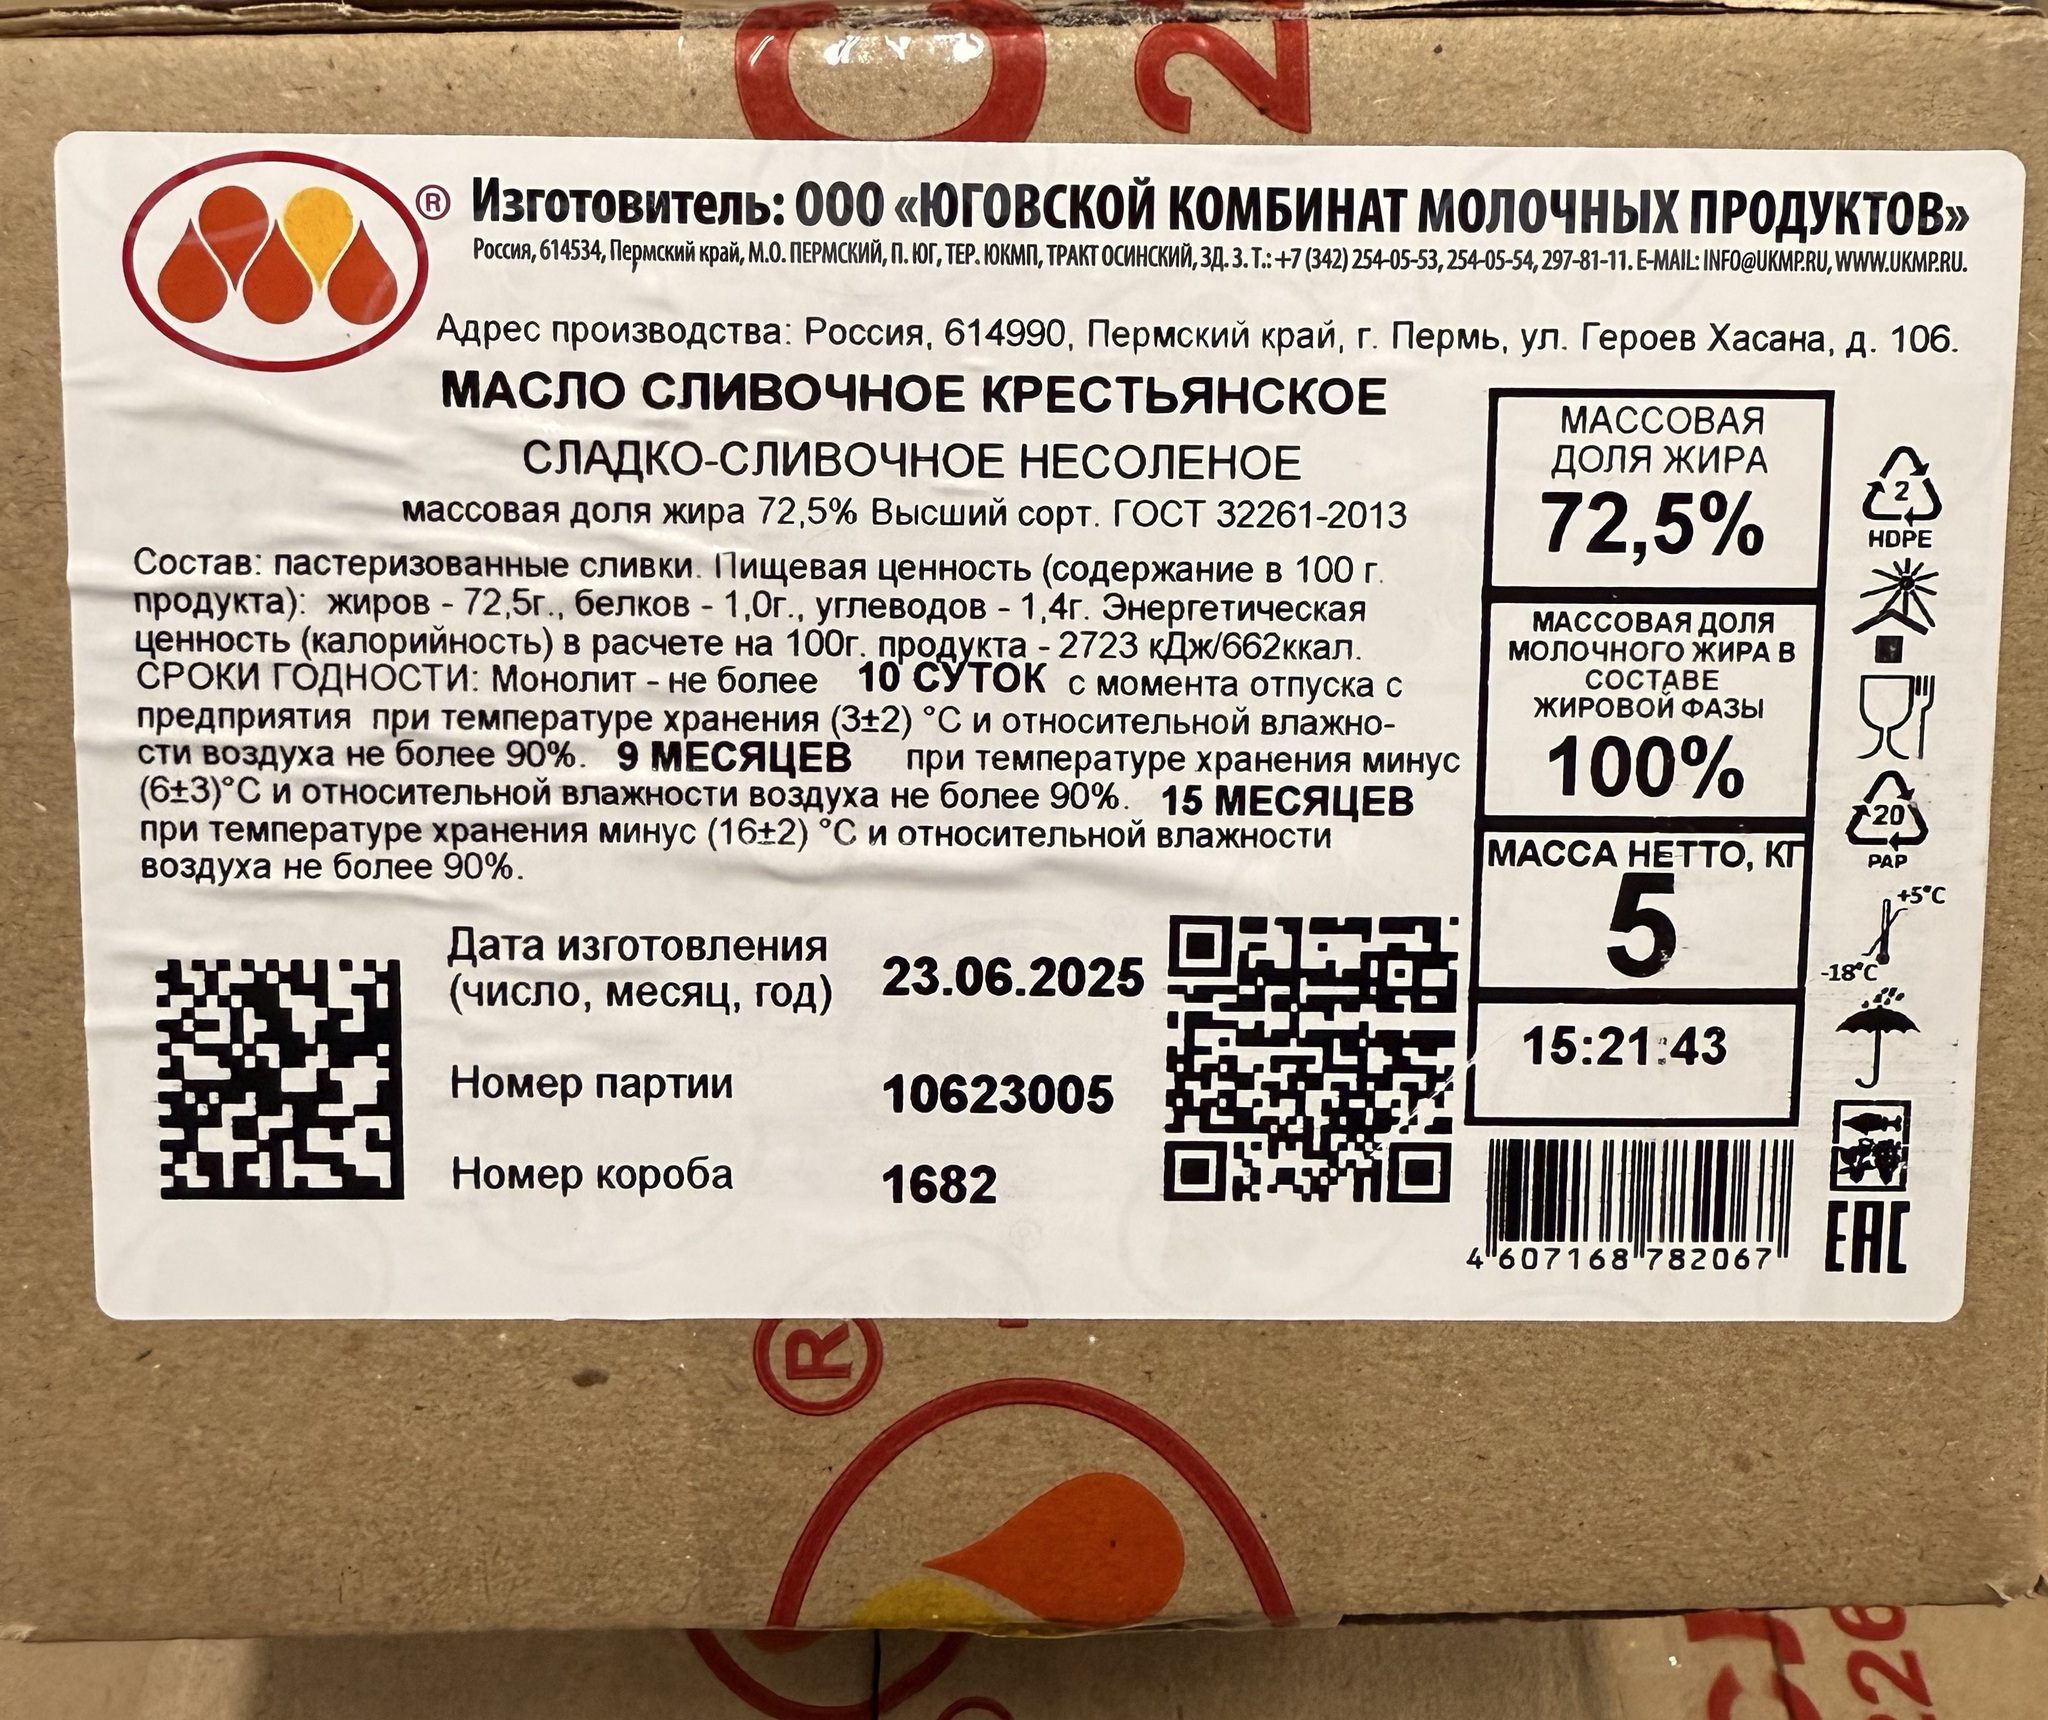 ® Изготовитель: ООО «ЮГОВСКОЙ КОМБИНАТ МОЛОЧНЫХ ПРОДУКТОВ»
Россия, 614534, Пермский край, М.О. ПЕРМСКИЙ, П. ЮГ, ТЕР. ЮКМП, ТРАКТ ОСИНСКИЙ, ЗД. 3. Т.: +7 (342) 254-05-53, 254-05-54, 297-81-11. E-MAIL: INFO@UKMP.RU, WWW.UKMP.RU.
Адрес производства: Россия, 614990, Пермский край, г. Пермь, ул. Героев Хасана, д. 106.
МАСЛО СЛИВОЧНОЕ КРЕСТЬЯНСКОЕ
СЛАДКО-СЛИВОЧНОЕ НЕСОЛЕНОЕ
массовая доля жира 72,5% Высший сорт. ГОСТ 32261-2013
Состав: пастеризованные сливки. Пищевая ценность (содержание в 100 г.
продукта): жиров - 72,5г., белков - 1,0г., углеводов - 1,4г. Энергетическая
ценность (калорийность) в расчете на 100г. продукта - 2723 кДж/662ккал.
СРОКИ ГОДНОСТИ: Монолит - не более 10 СУТОК с момента отпуска с
предприятия при температуре хранения (3±2) °С и относительной влажно-
сти воздуха не более 90%. 9 МЕСЯЦЕВ при температуре хранения минус
(6±3)°С и относительной влажности воздуха не более 90%. 15 МЕСЯЦЕВ
при температуре хранения минус (16±2) °С и относительной влажности
воздуха не более 90%.
Дата изготовления
(число, месяц, год) 23.06.2025
Номер партии 10623005
Номер короба 1682
МАССОВАЯ
ДОЛЯ ЖИРА
72,5%
МАССОВАЯ ДОЛЯ
МОЛОЧНОГО ЖИРА В
СОСТАВЕ
ЖИРОВОЙ ФАЗЫ
100%
МАССА НЕТТО, КГ
5
15:21:43
4 607168 782067
2
HDPE
20
PAP
+5°C
-18°C
EAC
®
226